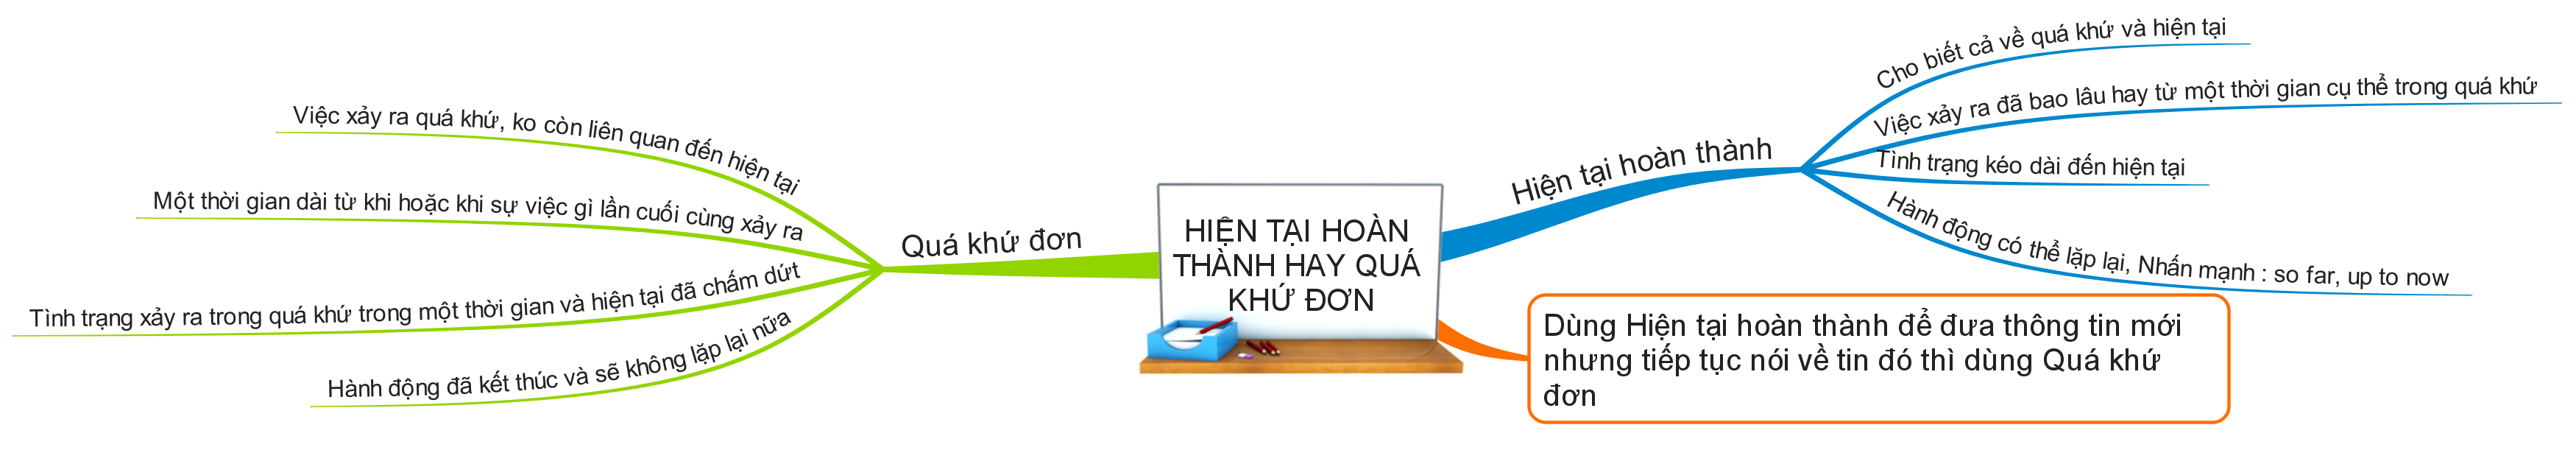 HIỆN TẠI HOÀN
THÀNH HAY QUÁ
KHỨ ĐƠN
Hiện tại hoàn thành
Cho biết cả về quá khứ và hiện tại
Việc xảy ra đã bao lâu hay từ một thời gian cụ thể trong quá khứ
Tình trạng kéo dài đến hiện tại
Hành động có thể lặp lại, Nhấn mạnh : so far, up to now
Dùng Hiện tại hoàn thành để đưa thông tin mới
nhưng tiếp tục nói về tin đó thì dùng Quá khứ
đơn
Quá khứ đơn
Việc xảy ra quá khứ, ko còn liên quan đến hiện tại
Một thời gian dài từ khi hoặc khi sự việc gì lần cuối cùng xảy ra
Tình trạng xảy ra trong quá khứ trong một thời gian và hiện tại đã chấm dứt
Hành động đã kết thúc và sẽ không lặp lại nữa